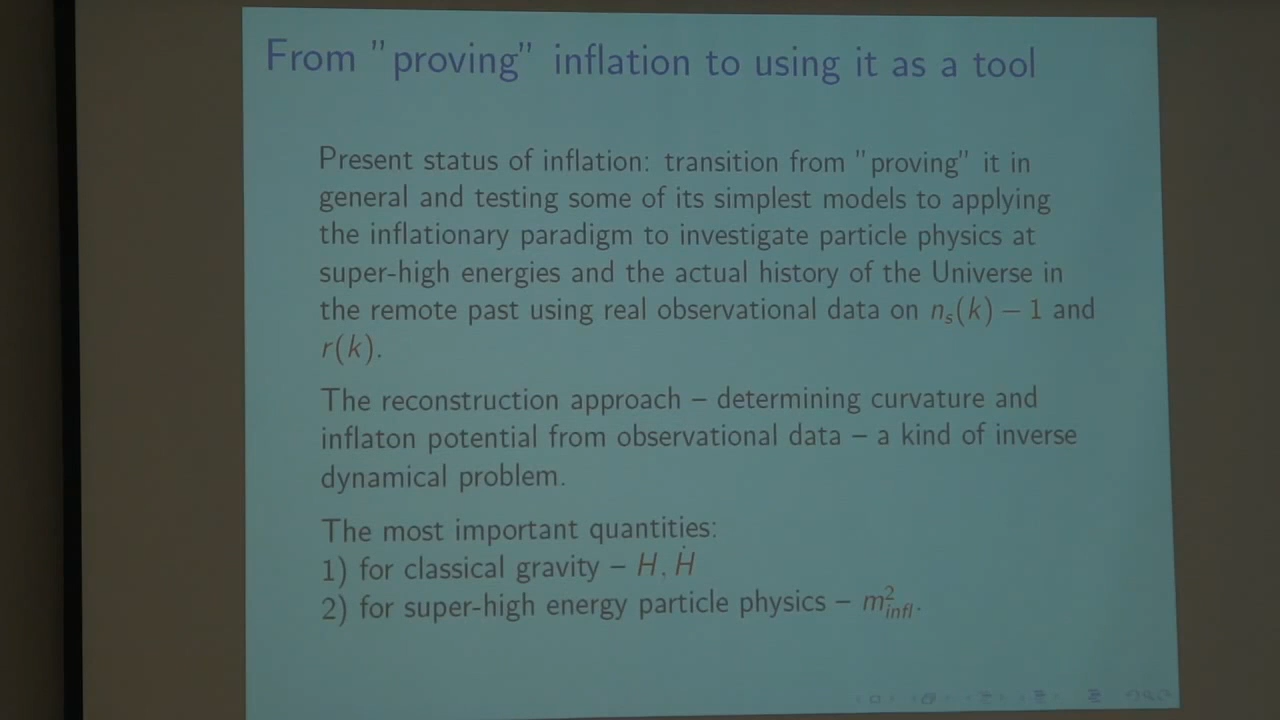 From "proving" inflation to using it as a tool
Present status of inflation: transition from "proving" it in
general and testing some of its simplest models to applying
the inflationary paradigm to investigate particle physics at
super-high energies and the actual history of the Universe in
the remote past using real observational data on nₛ(k) − 1 and
r(k).
The reconstruction approach – determining curvature and
inflaton potential from observational data – a kind of inverse
dynamical problem.
The most important quantities:
1) for classical gravity – H, Ḣ
2) for super-high energy particle physics – m²_infl.